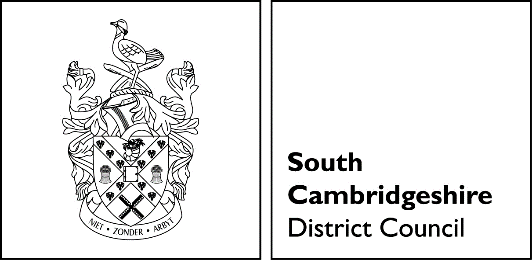 NIET · ZONDER · ARBYT
South
Cambridgeshire
District Council